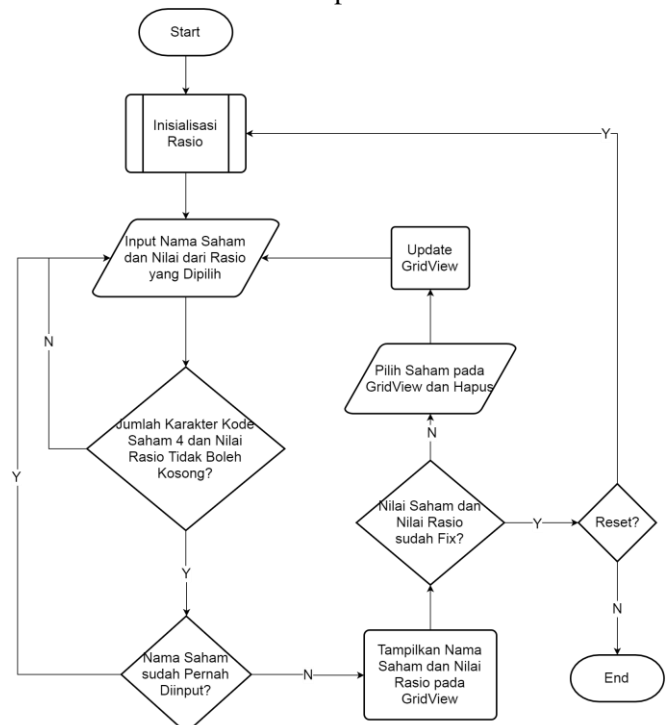 Start
Inisialisasi
Rasio
Y
Input Nama Saham
dan Nilai dari Rasio
yang Dipilih
Update
GridView
N
Pilih Saham pada
GridView dan Hapus
Jumlah Karakter Kode
Saham 4 dan Nilai
Rasio Tidak Boleh
Kosong?
Y
N
Nilai Saham dan
Nilai Rasio
sudah Fix?
Y
Reset?
Y
N
Nama Saham
sudah Pernah
Diinput?
N
Tampilkan Nama
Saham dan Nilai
Rasio pada
GridView
End